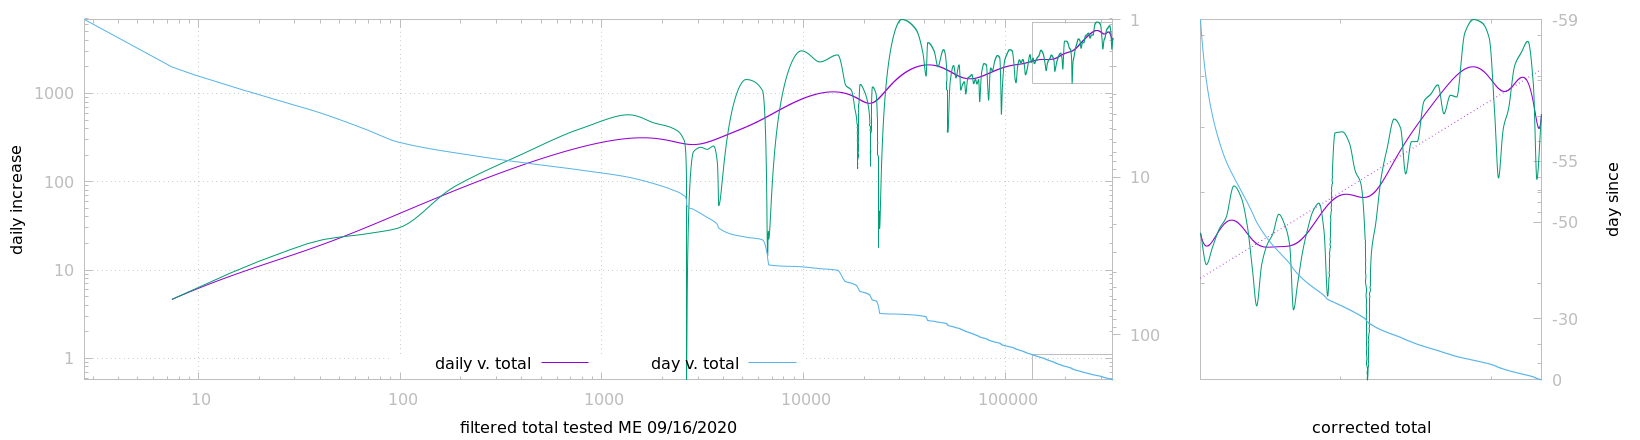 1000
100
10
1
daily increase
10
100
1000
10000
100000
1
10
100
daily v. total
day v. total
filtered total tested ME 09/16/2020
-59
-55
-50
-30
0
day since
corrected total